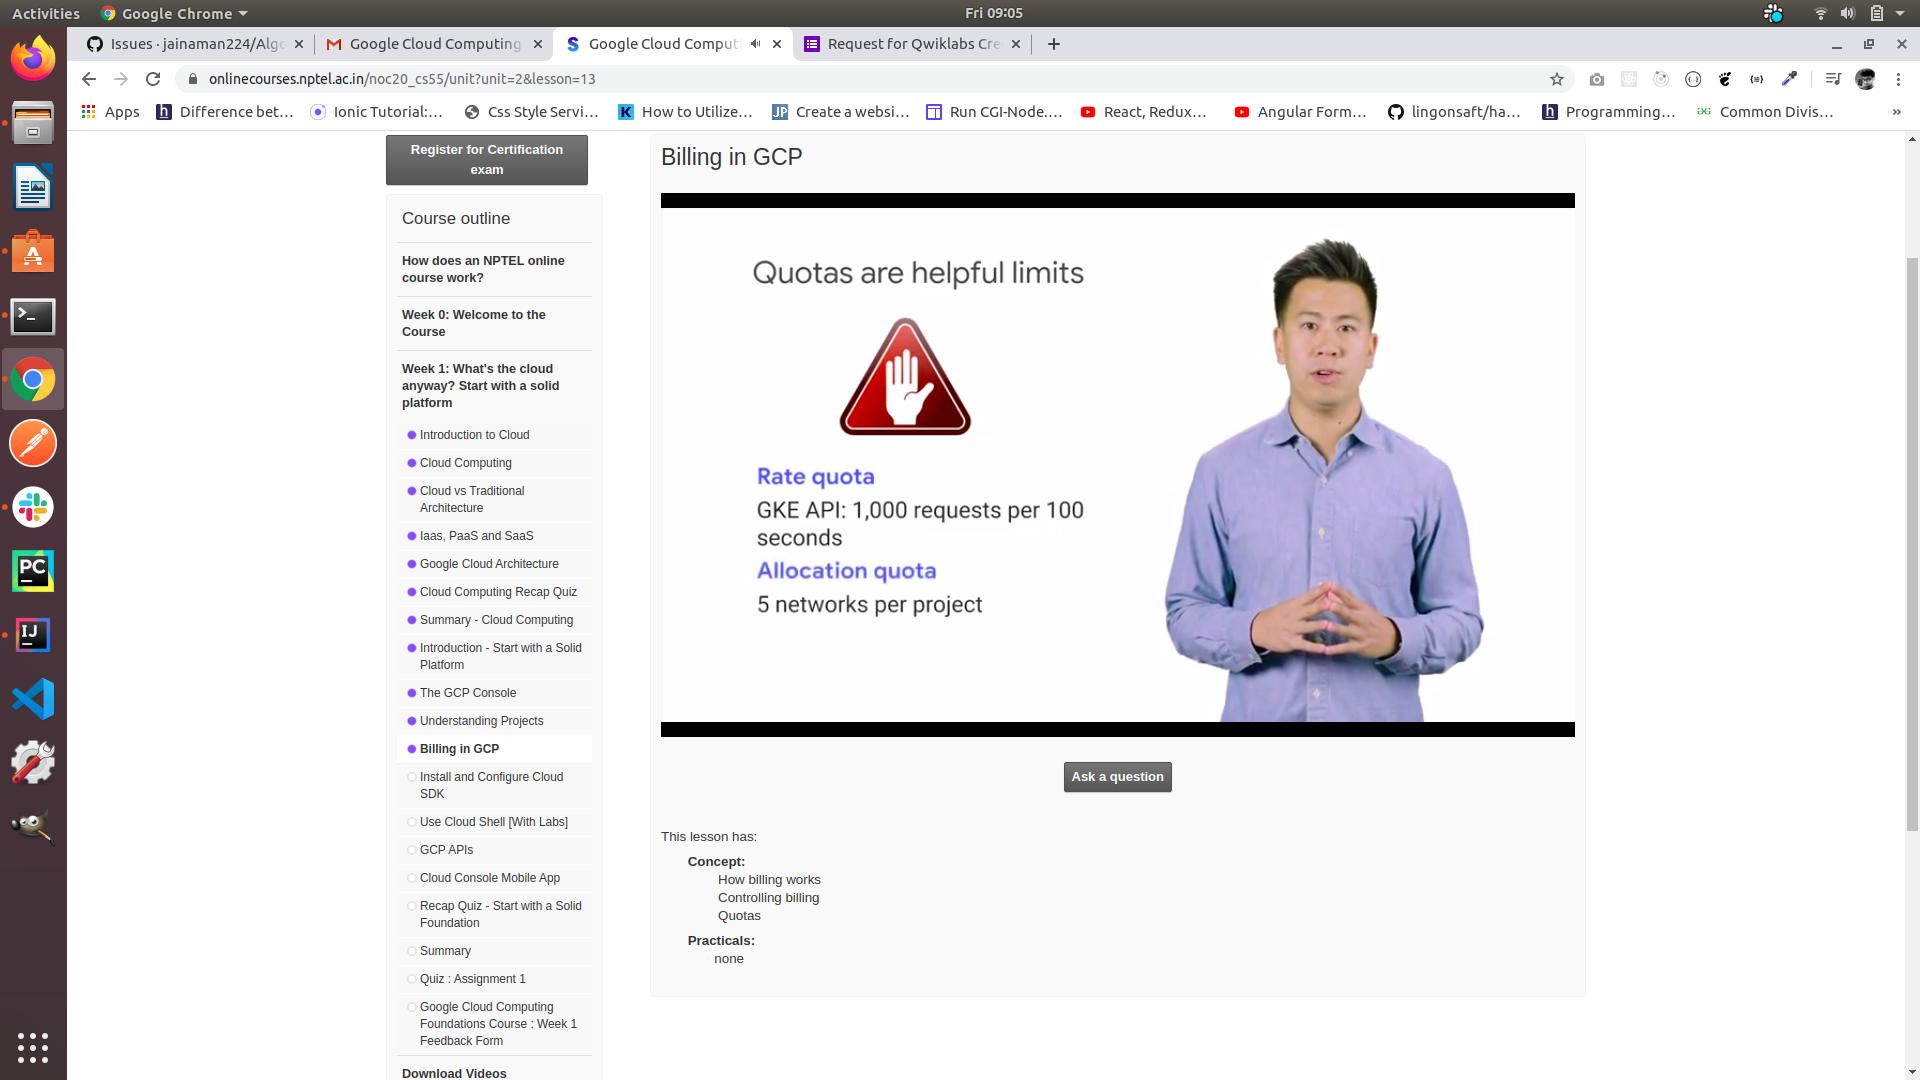 Activities
Google Chrome
Fri 09:05
Issues · jainaman224/Algo
Google Cloud Computing
Google Cloud Computi
Request for Qwiklabs Cre
onlinecourses.nptel.ac.in/noc20_cs55/unit?unit=2&lesson=13
Apps
Difference bet…
Ionic Tutorial:…
Css Style Servi…
How to Utilize…
Create a websi…
Run CGI-Node.…
React, Redux…
Angular Form…
lingonsaft/ha…
Programming…
Common Divis…
»
Register for Certification
exam
Course outline
How does an NPTEL online
course work?
Week 0: Welcome to the
Course
Week 1: What's the cloud
anyway? Start with a solid
platform
Introduction to Cloud
Cloud Computing
Cloud vs Traditional
Architecture
Iaas, PaaS and SaaS
Google Cloud Architecture
Cloud Computing Recap Quiz
Summary - Cloud Computing
Introduction - Start with a Solid
Platform
The GCP Console
Understanding Projects
Billing in GCP
Install and Configure Cloud
SDK
Use Cloud Shell [With Labs]
GCP APIs
Cloud Console Mobile App
Recap Quiz - Start with a Solid
Foundation
Summary
Quiz : Assignment 1
Google Cloud Computing
Foundations Course : Week 1
Feedback Form
Download Videos
Billing in GCP
Quotas are helpful limits
Rate quota
GKE API: 1,000 requests per 100
seconds
Allocation quota
5 networks per project
Ask a question
This lesson has:
Concept:
How billing works
Controlling billing
Quotas
Practicals:
none
PC
IJ